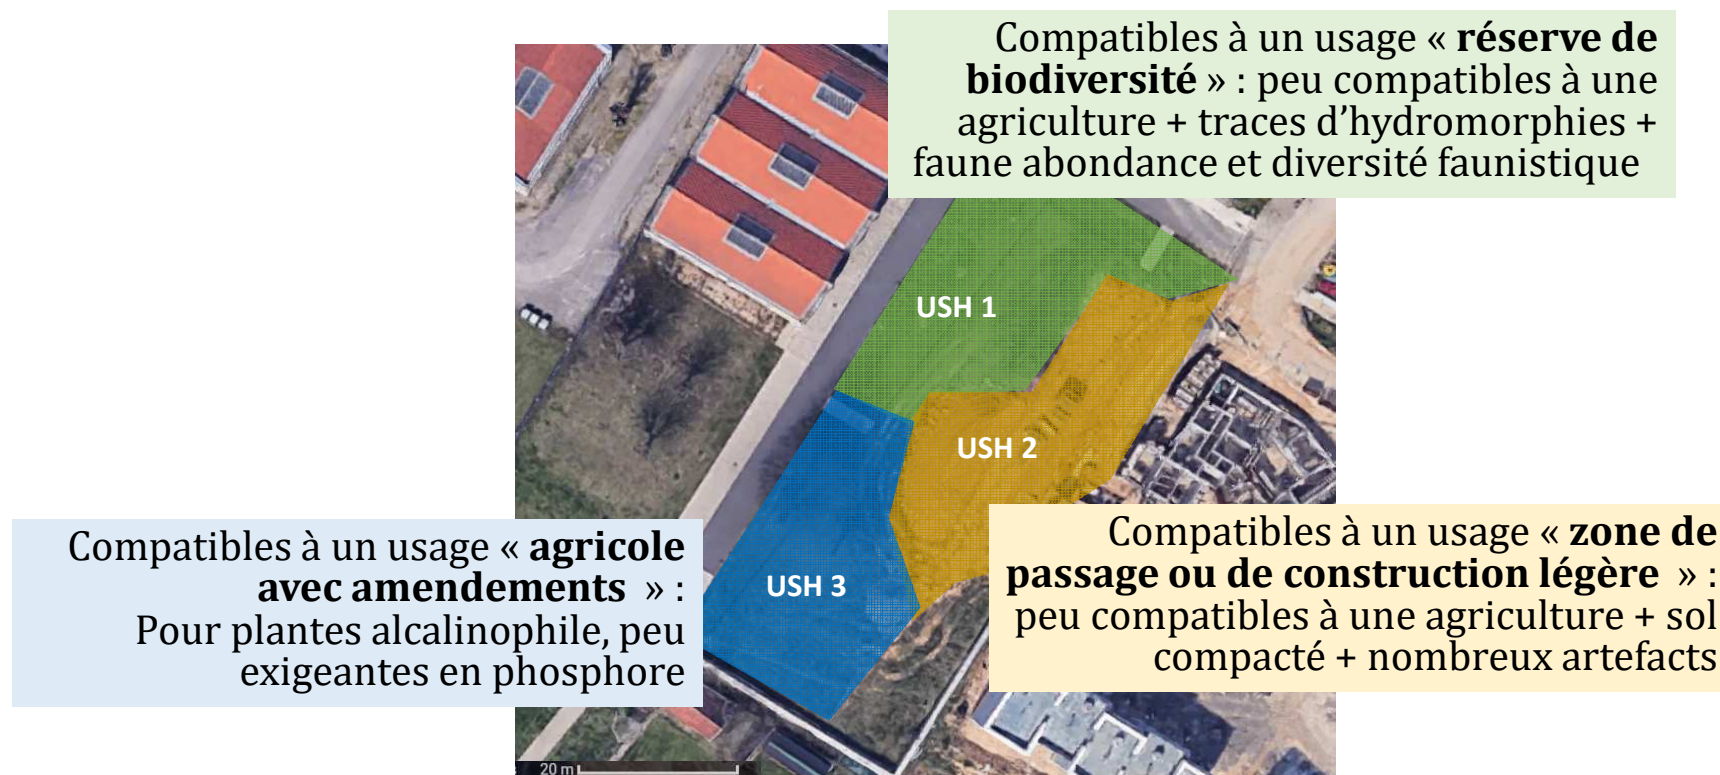 Compatibles à un usage « réserve de
biodiversité » : peu compatibles à une
agriculture + traces d’hydromorphies +
faune abondance et diversité faunistique
USH 1
USH 2
USH 3
Compatibles à un usage « agricole
avec amendements » :
Pour plantes alcalinophile, peu
exigeantes en phosphore
Compatibles à un usage « zone de
passage ou de construction légère » :
peu compatibles à une agriculture + sol
compacté + nombreux artefacts
20 m